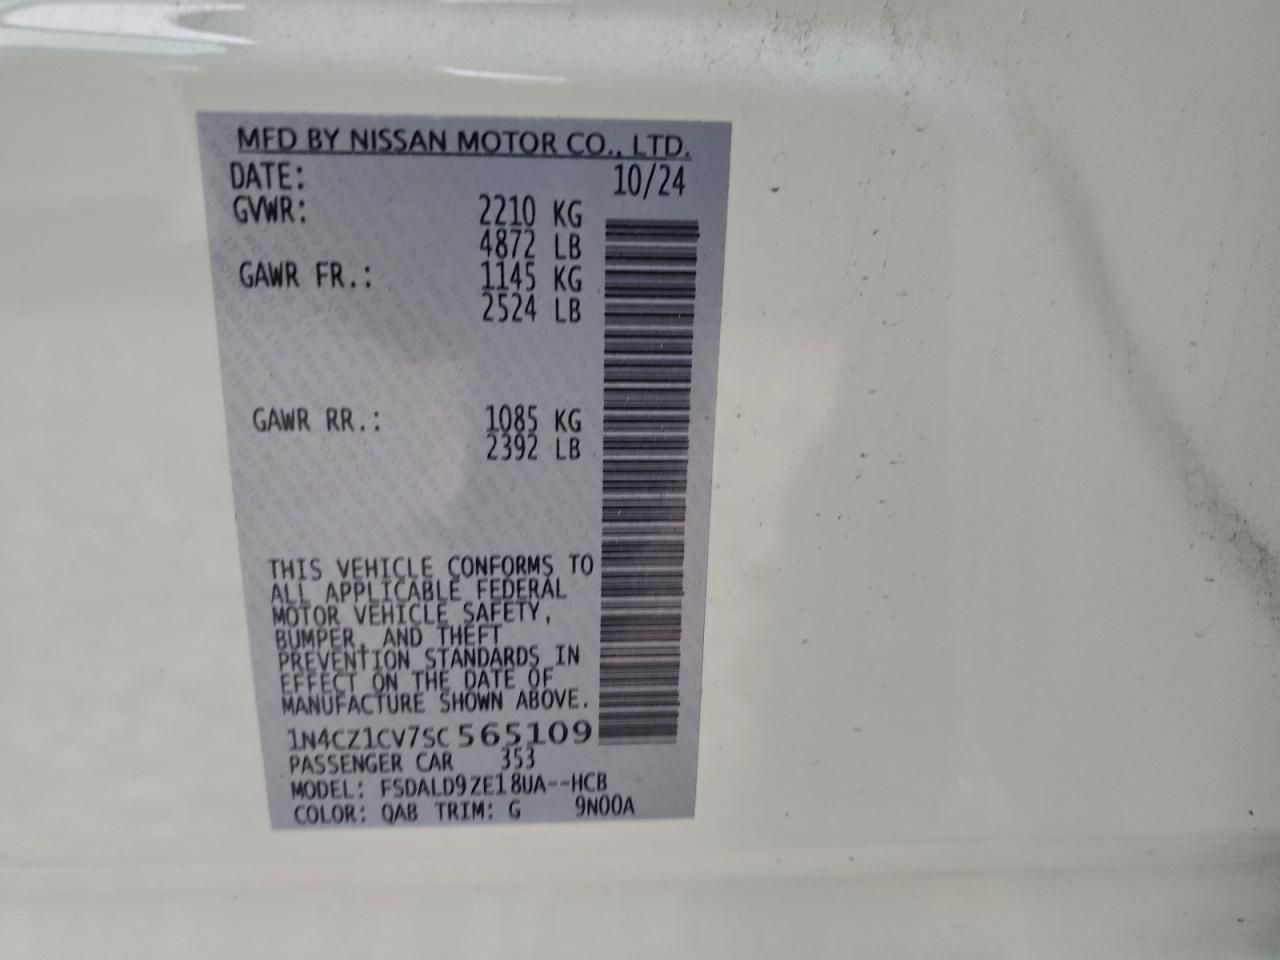 MFD BY NISSAN MOTOR CO., LTD.
DATE: 10/24
GVWR: 2210 KG
4872 LB
GAWR FR.: 1145 KG
2524 LB
GAWR RR.: 1085 KG
2392 LB
THIS VEHICLE CONFORMS TO
ALL APPLICABLE FEDERAL
MOTOR VEHICLE SAFETY,
BUMPER, AND THEFT
PREVENTION STANDARDS IN
EFFECT ON THE DATE OF
MANUFACTURE SHOWN ABOVE.
1N4CZ1CV7SC565109
PASSENGER CAR 353
MODEL: FSDALD9ZE18UA--HCB
COLOR: QAB TRIM: G 9N00A